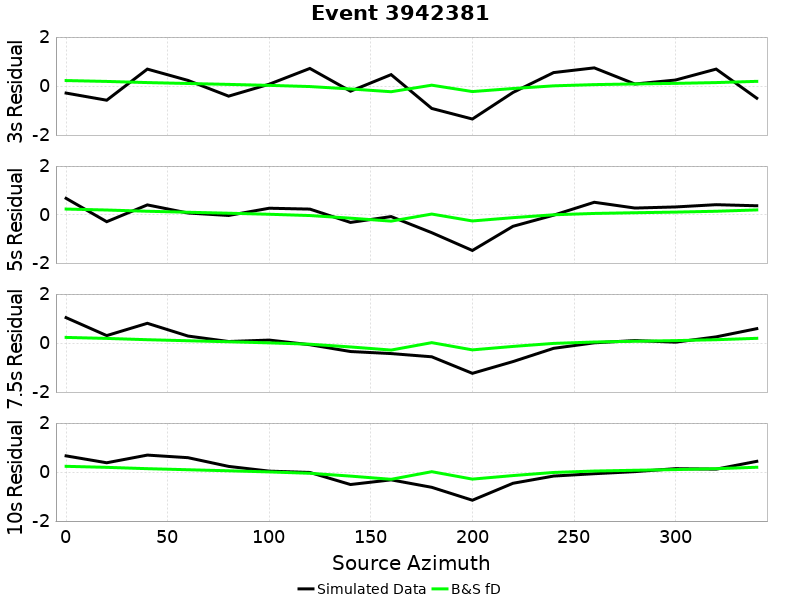 Event 3942381
3s Residual
2
0
-2
5s Residual
2
0
-2
7.5s Residual
2
0
-2
10s Residual
2
0
-2
0 50 100 150 200 250 300
Source Azimuth
Simulated Data B&S fD